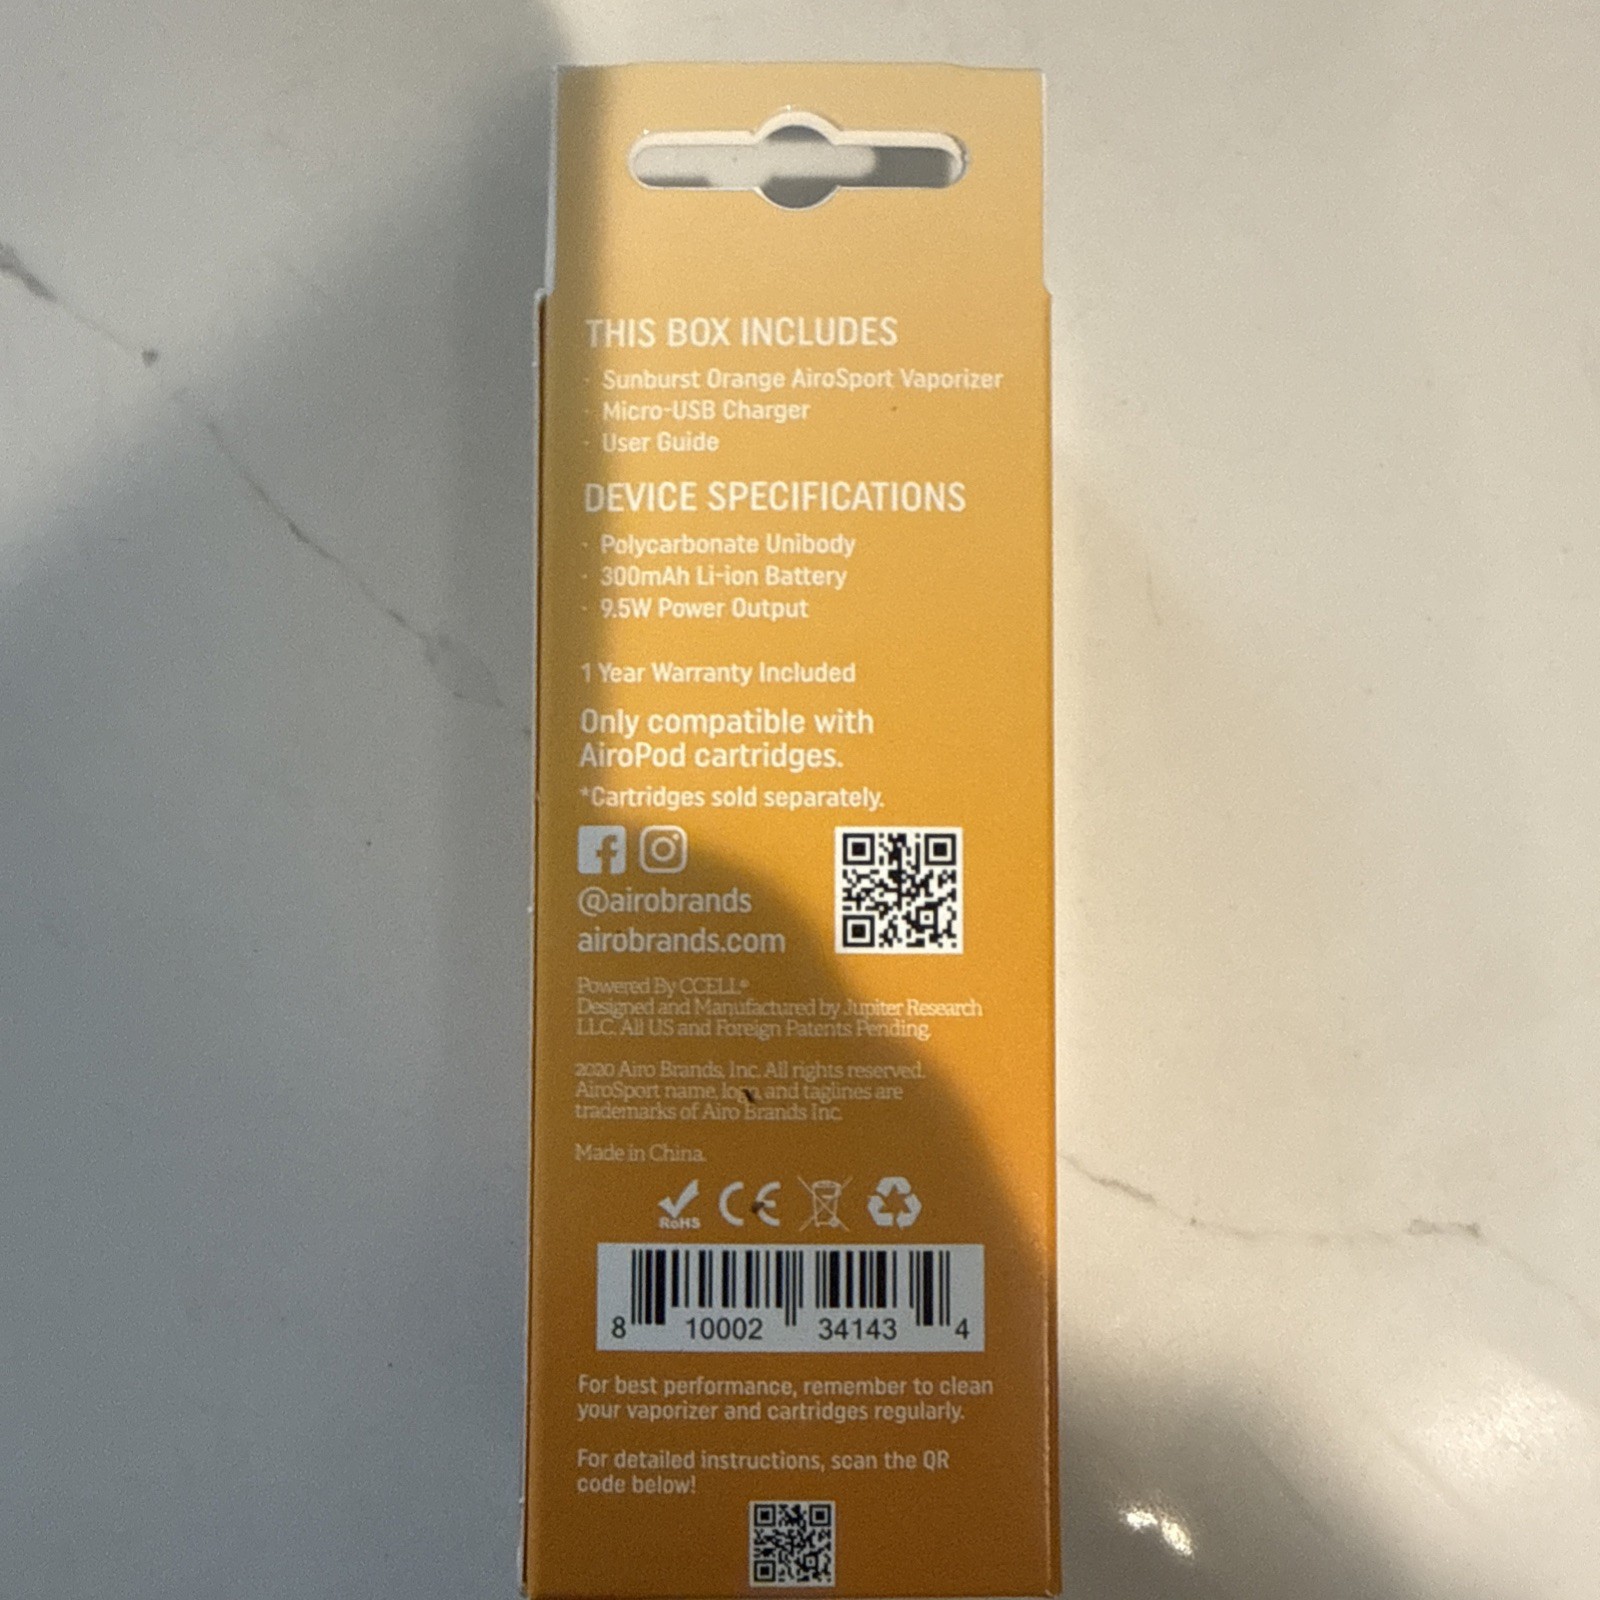 THIS BOX INCLUDES
· Sunburst Orange AiroSport Vaporizer
· Micro-USB Charger
· User Guide
DEVICE SPECIFICATIONS
· Polycarbonate Unibody
· 300mAh Li-ion Battery
· 9.5W Power Output
1 Year Warranty Included
Only compatible with
AiroPod cartridges.
*Cartridges sold separately.
@airobrands
airobrands.com
Powered By CCELL®
Designed and Manufactured by Jupiter Research
LLC. All US and Foreign Patents Pending.
2020 Airo Brands, Inc. All rights reserved.
AiroSport name, logo, and taglines are
trademarks of Airo Brands Inc.
Made in China.
RoHS CE
8 10002 34143 4
For best performance, remember to clean
your vaporizer and cartridges regularly.
For detailed instructions, scan the QR
code below!